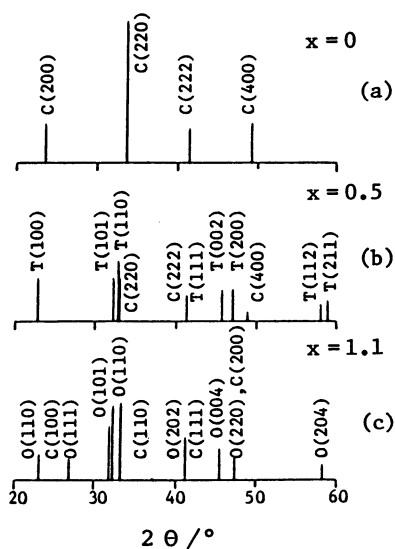 x = 0
C(200)
C(220)
C(222)
C(400)
(a)
x = 0.5
T(100)
T(101)
T(110)
C(220)
C(222)
T(111)
T(002)
T(200)
C(400)
T(112)
T(211)
(b)
x = 1.1
O(110)
C(100)
O(111)
O(101)
O(110)
C(110)
O(202)
C(111)
O(004)
O(220),C(200)
O(204)
(c)
20 30 40 50 60
2 θ /°